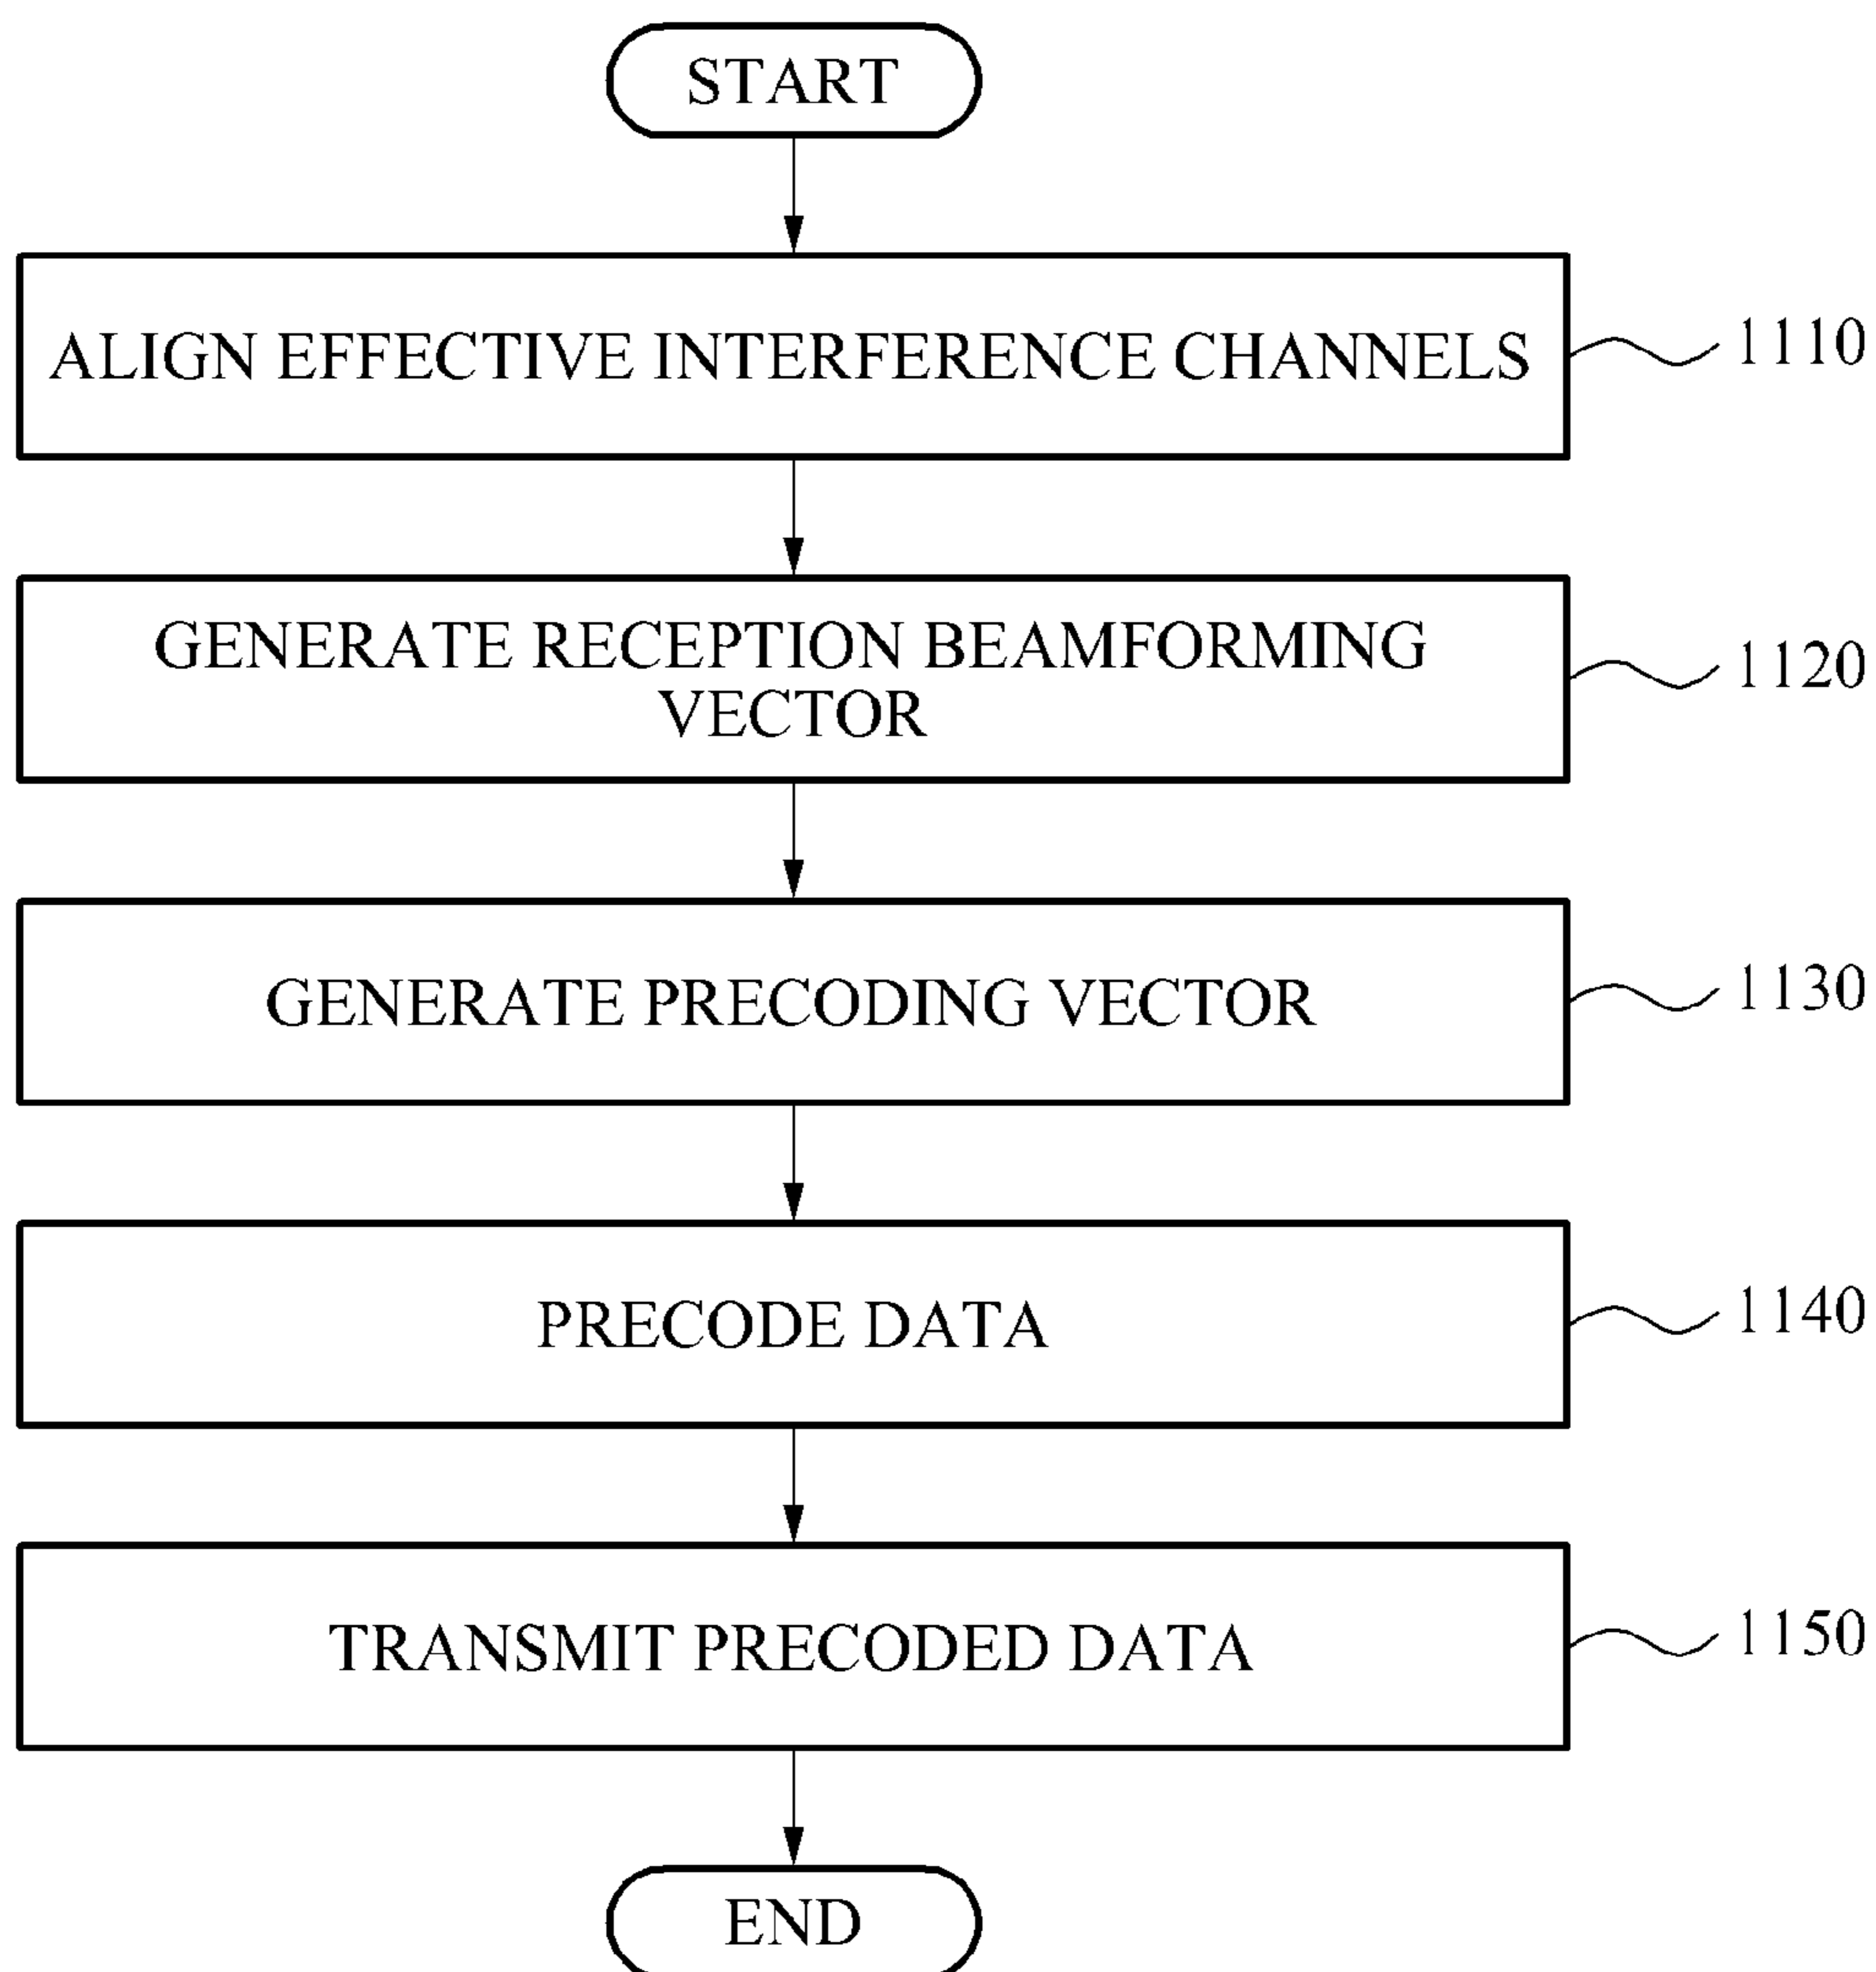 START
ALIGN EFFECTIVE INTERFERENCE CHANNELS
1110
GENERATE RECEPTION BEAMFORMING
VECTOR
1120
GENERATE PRECODING VECTOR
1130
PRECODE DATA
1140
TRANSMIT PRECODED DATA
1150
END